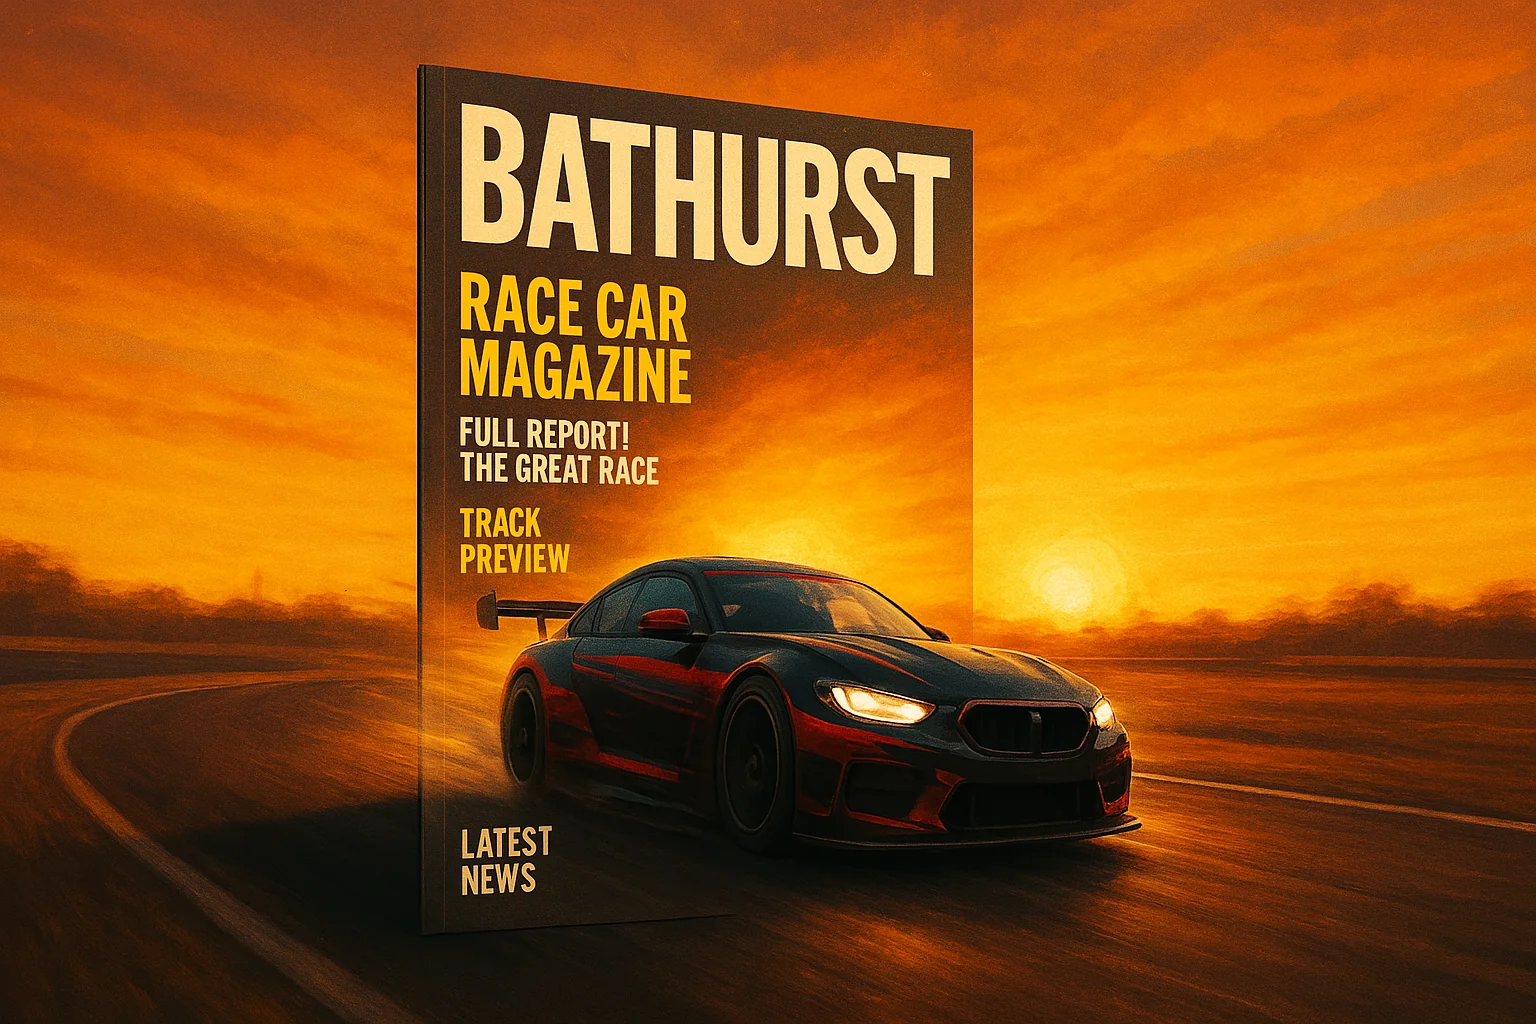 BATHURST
RACE CAR
MAGAZINE
FULL REPORT!
THE GREAT RACE
TRACK
PREVIEW
LATEST
NEWS